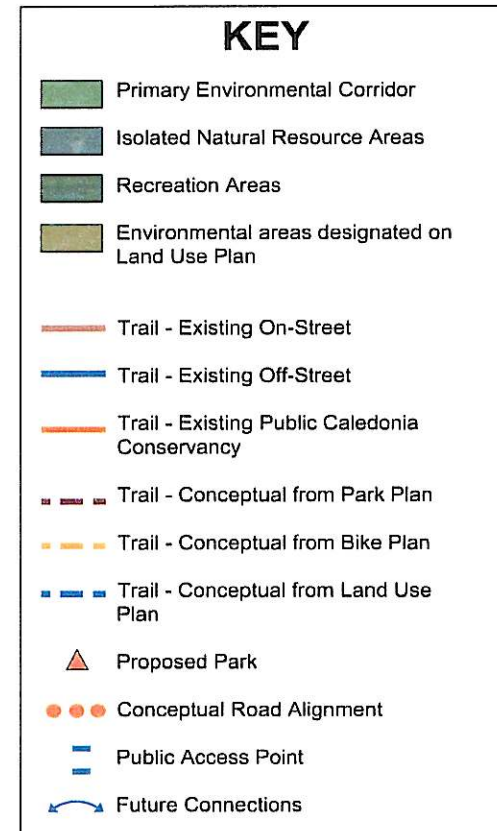 KEY
Primary Environmental Corridor
Isolated Natural Resource Areas
Recreation Areas
Environmental areas designated on
Land Use Plan
Trail - Existing On-Street
Trail - Existing Off-Street
Trail - Existing Public Caledonia
Conservancy
Trail - Conceptual from Park Plan
Trail - Conceptual from Bike Plan
Trail - Conceptual from Land Use
Plan
Proposed Park
Conceptual Road Alignment
Public Access Point
Future Connections